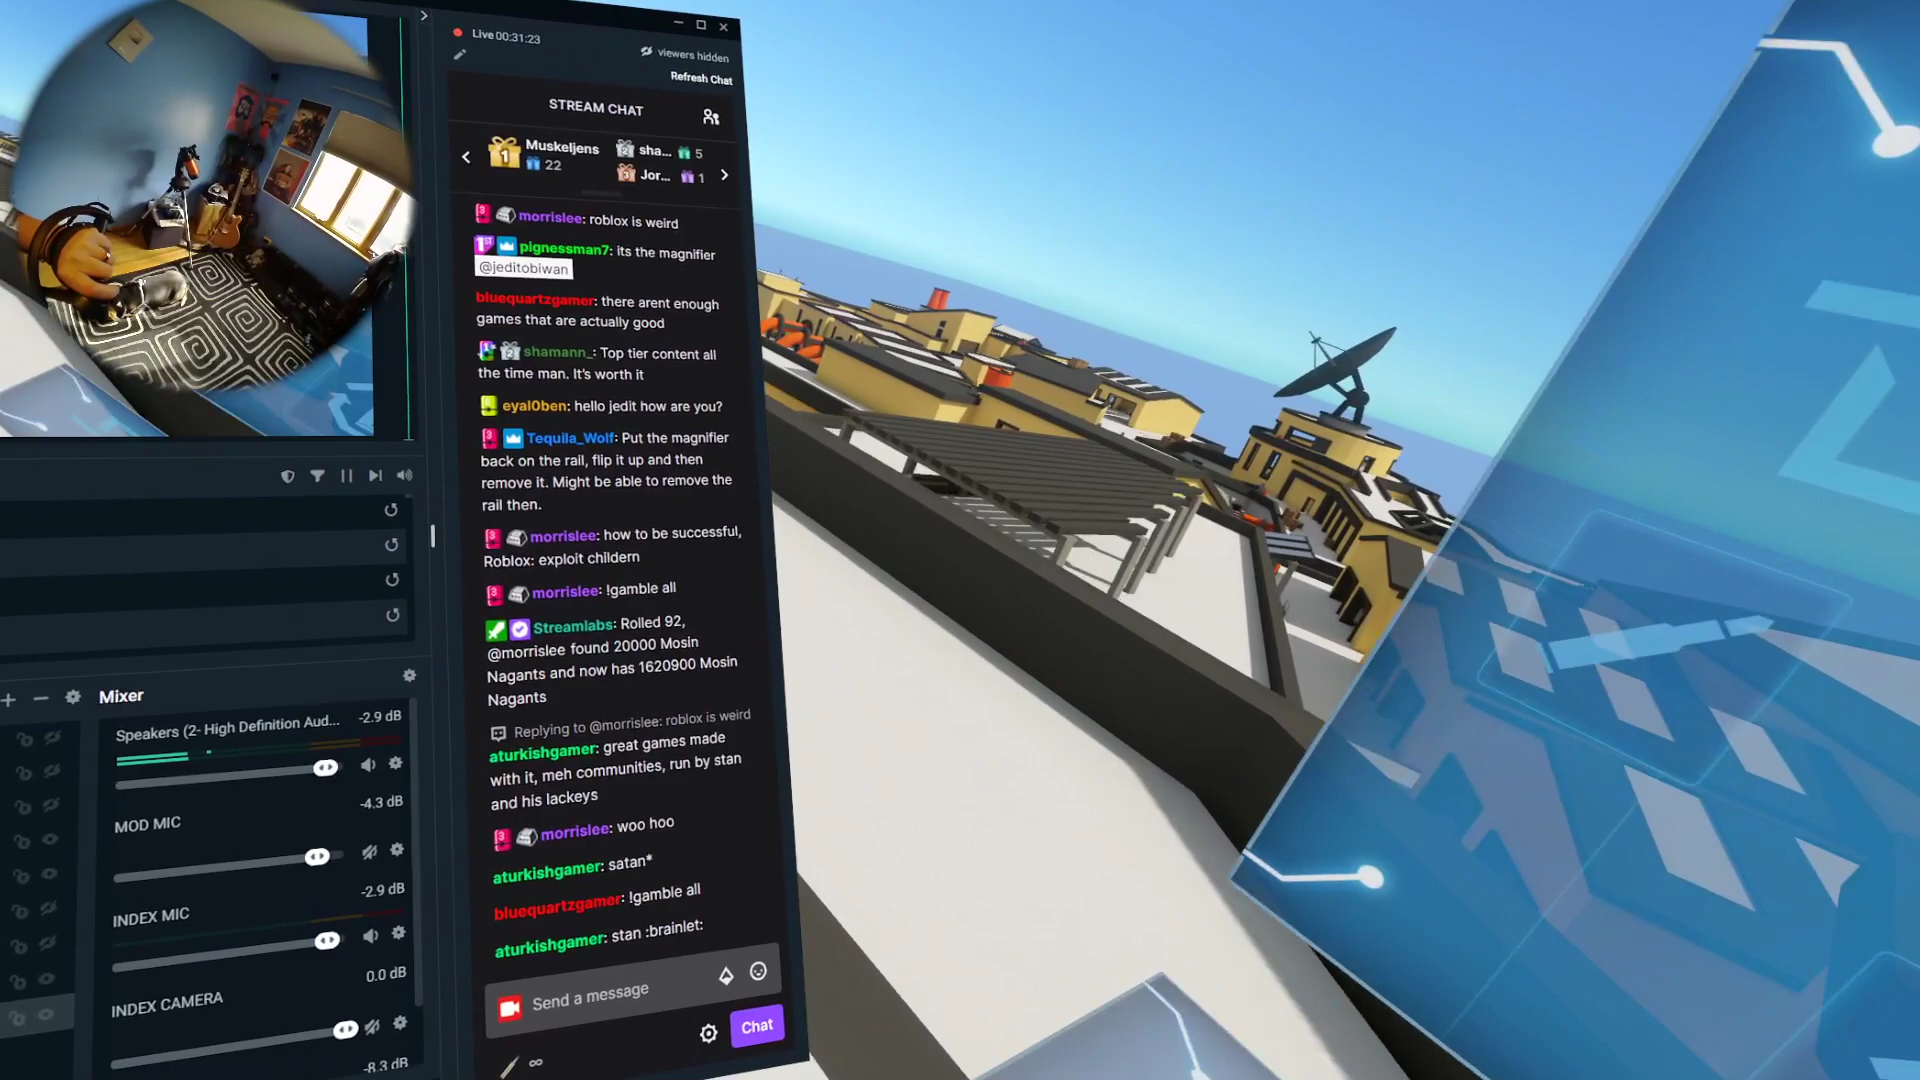 Live 00:31:23
viewers hidden
Refresh Chat
STREAM CHAT
1 Muskeljens
22
2 sha... 5
3 Jor... 1
morrislee: roblox is weird
1ST pignessman7: its the magnifier
@jeditobiwan
bluequartzgamer: there arent enough
games that are actually good
shamann_: Top tier content all
the time man. It's worth it
eyal0ben: hello jedit how are you?
Tequila_Wolf: Put the magnifier
back on the rail, flip it up and then
remove it. Might be able to remove the
rail then.
morrislee: how to be successful,
Roblox: exploit childern
morrislee: !gamble all
Streamlabs: Rolled 92,
@morrislee found 20000 Mosin
Nagants and now has 1620900 Mosin
Nagants
Replying to @morrislee: roblox is weird
aturkishgamer: great games made
with it, meh communities, run by stan
and his lackeys
morrislee: woo hoo
aturkishgamer: satan*
bluequartzgamer: !gamble all
aturkishgamer: stan :brainlet:
Send a message
Chat
∞
Mixer
Speakers (2- High Definition Aud... -2.9 dB
MOD MIC -4.3 dB
INDEX MIC -2.9 dB
INDEX CAMERA 0.0 dB
-8.3 dB